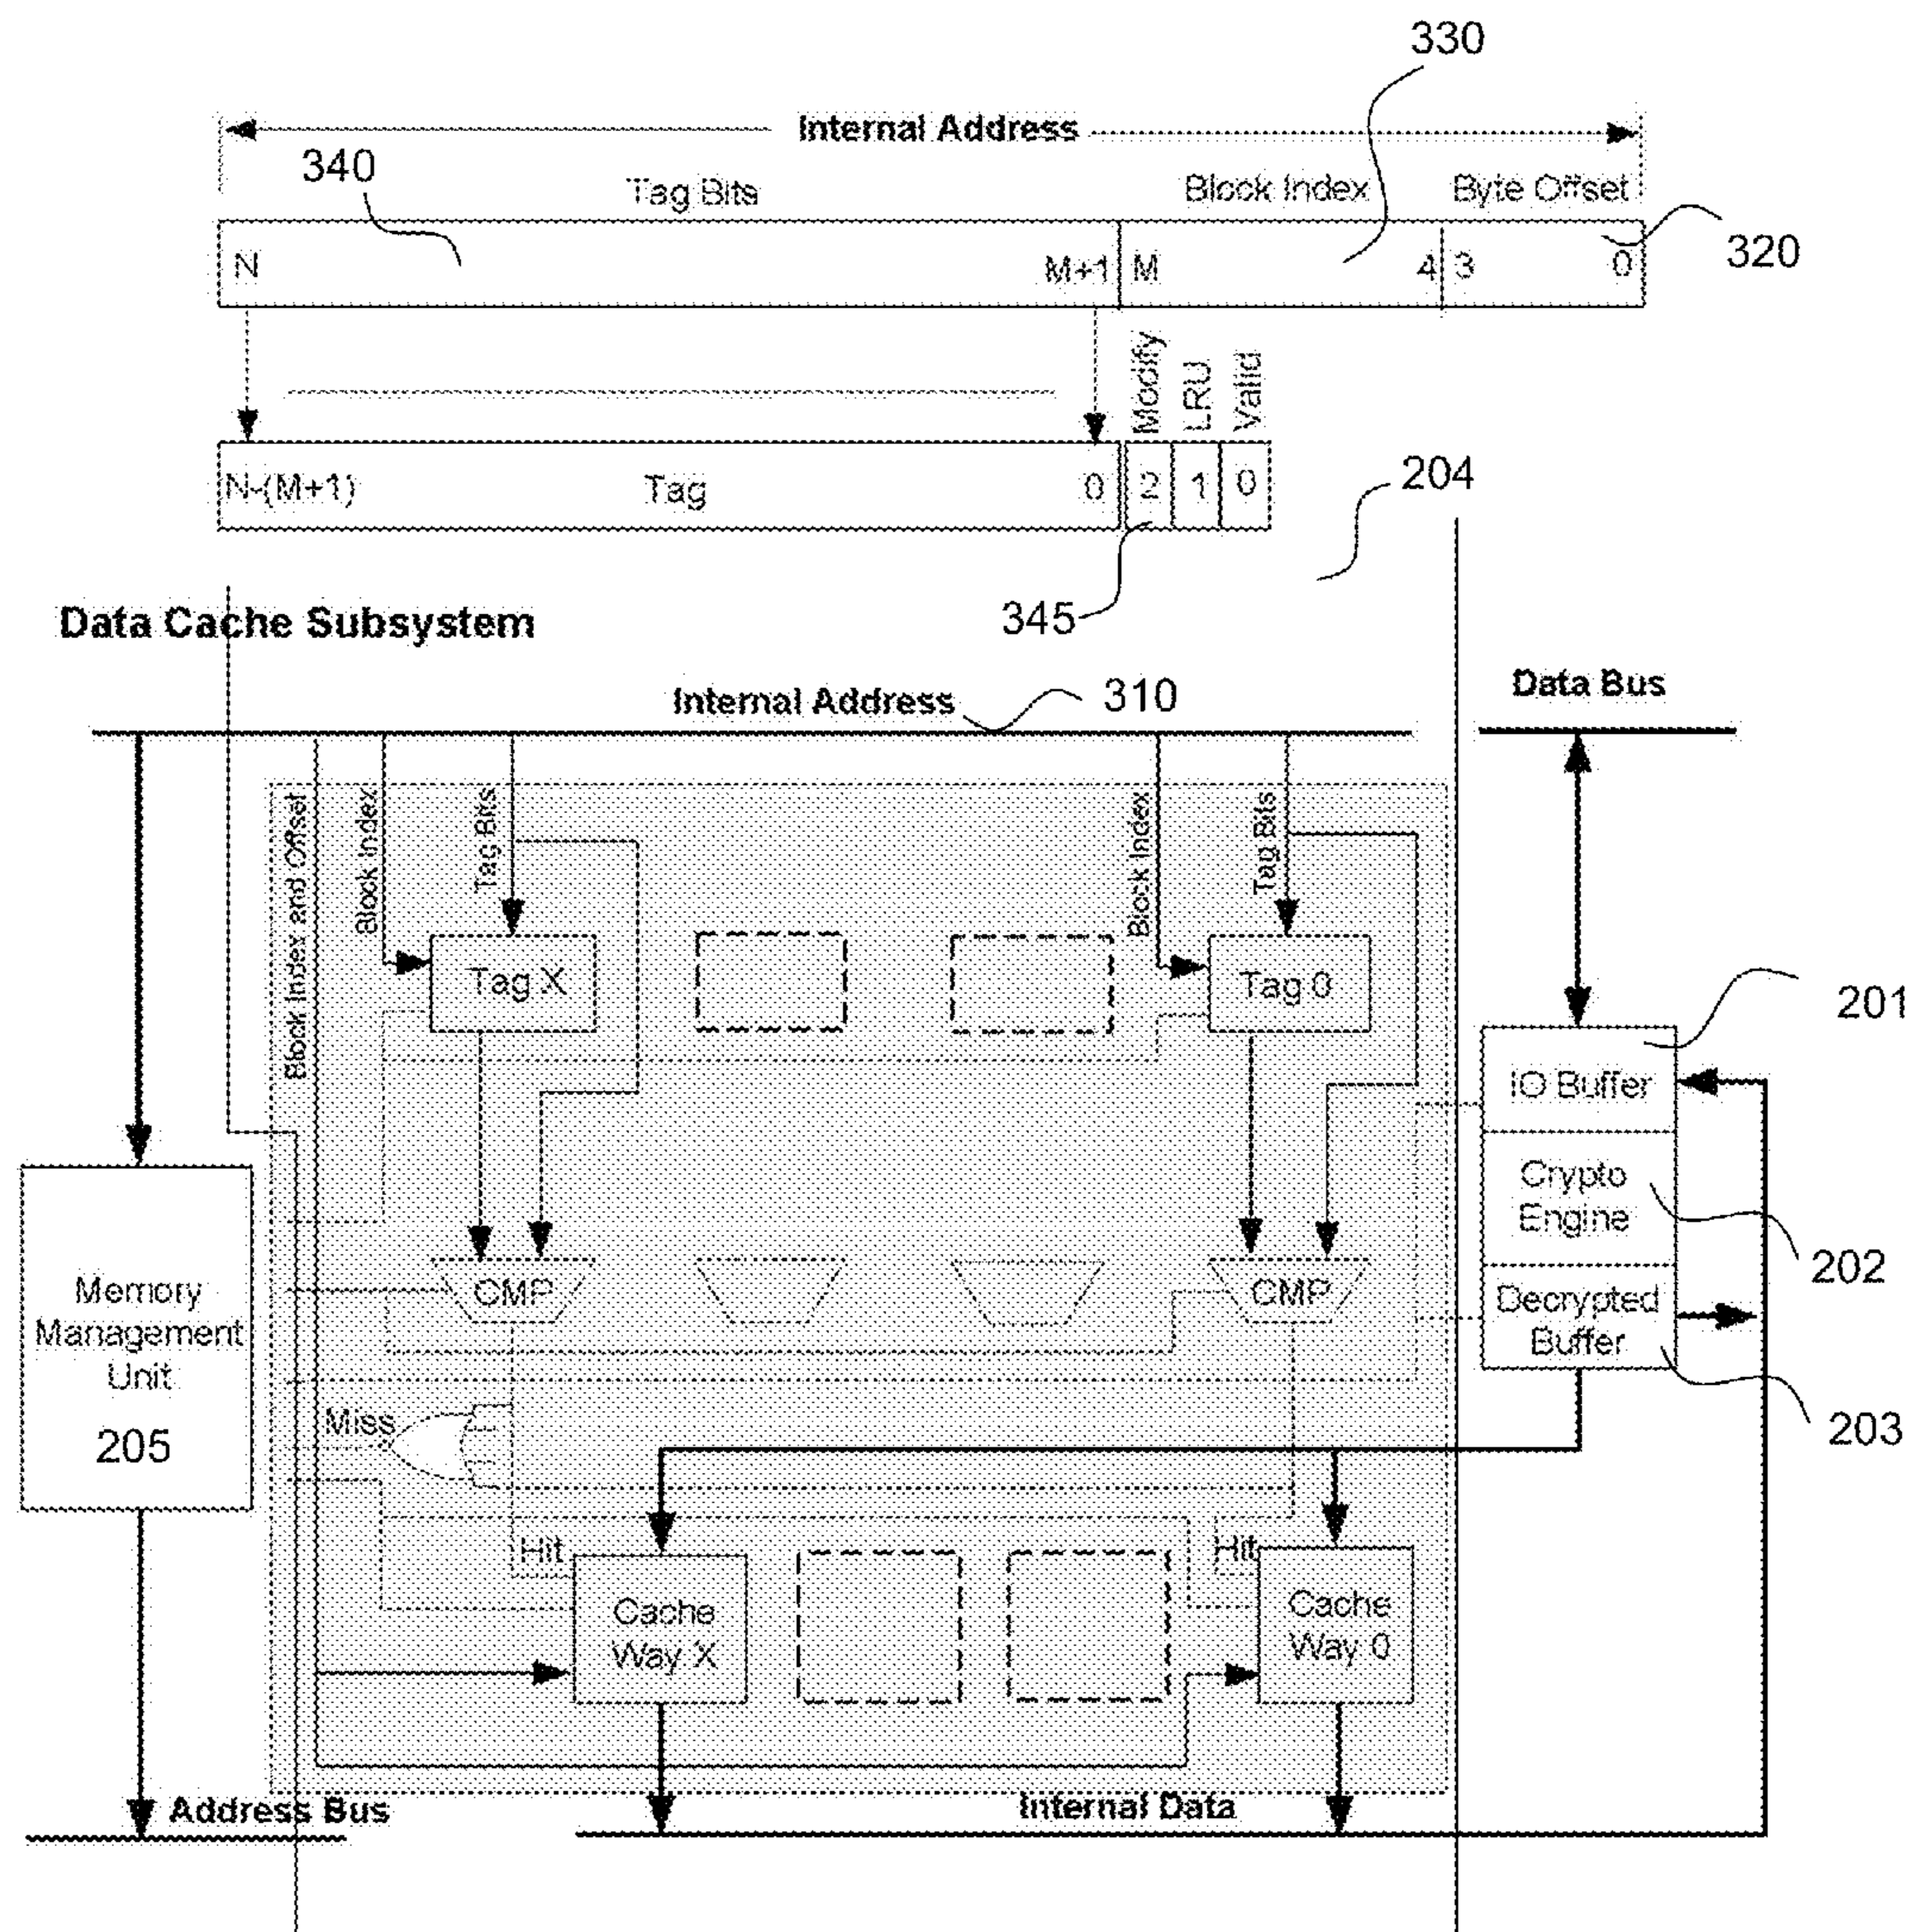 330
Internal Address
340
Tag Bits
Block Index
Byte Offset
320
N
M+1
M
4
3
0
Modify
LRU
Valid
N-(M+1)
Tag
0
2
1
0
204
345
Data Cache Subsystem
Internal Address
310
Data Bus
Block Index and Offset
Block Index
Tag Bits
Block Index
Tag Bits
Tag X
Tag 0
201
IO Buffer
Crypto
Engine
202
CMP
CMP
Decrypted
Buffer
203
Memory
Management
Unit
205
Miss
Hit
Hit
Cache
Way X
Cache
Way 0
Address Bus
Internal Data